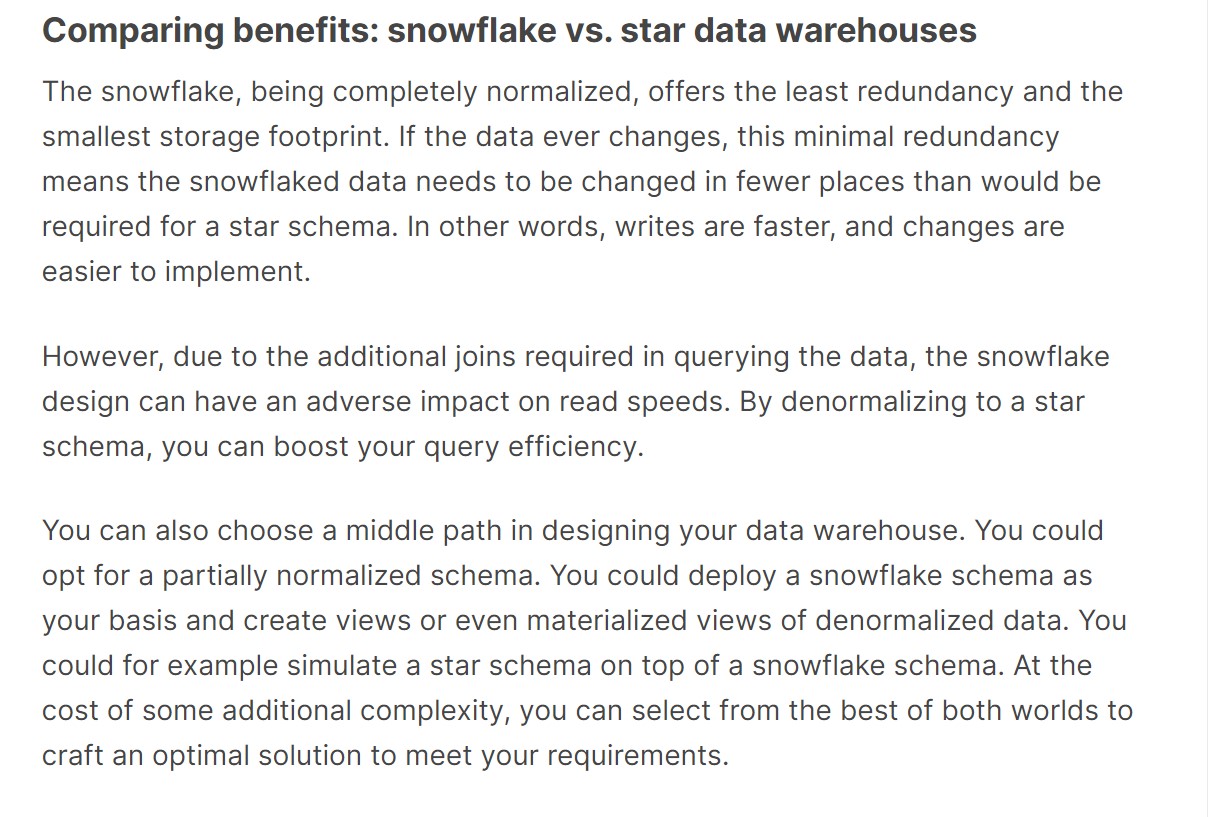 Comparing benefits: snowflake vs. star data warehouses
The snowflake, being completely normalized, offers the least redundancy and the
smallest storage footprint. If the data ever changes, this minimal redundancy
means the snowflaked data needs to be changed in fewer places than would be
required for a star schema. In other words, writes are faster, and changes are
easier to implement.
However, due to the additional joins required in querying the data, the snowflake
design can have an adverse impact on read speeds. By denormalizing to a star
schema, you can boost your query efficiency.
You can also choose a middle path in designing your data warehouse. You could
opt for a partially normalized schema. You could deploy a snowflake schema as
your basis and create views or even materialized views of denormalized data. You
could for example simulate a star schema on top of a snowflake schema. At the
cost of some additional complexity, you can select from the best of both worlds to
craft an optimal solution to meet your requirements.